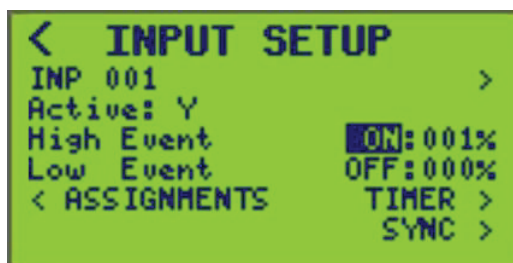 < INPUT SETUP
INP 001 >
Active: Y
High Event ON:001%
Low Event OFF:000%
< ASSIGNMENTS TIMER >
SYNC >